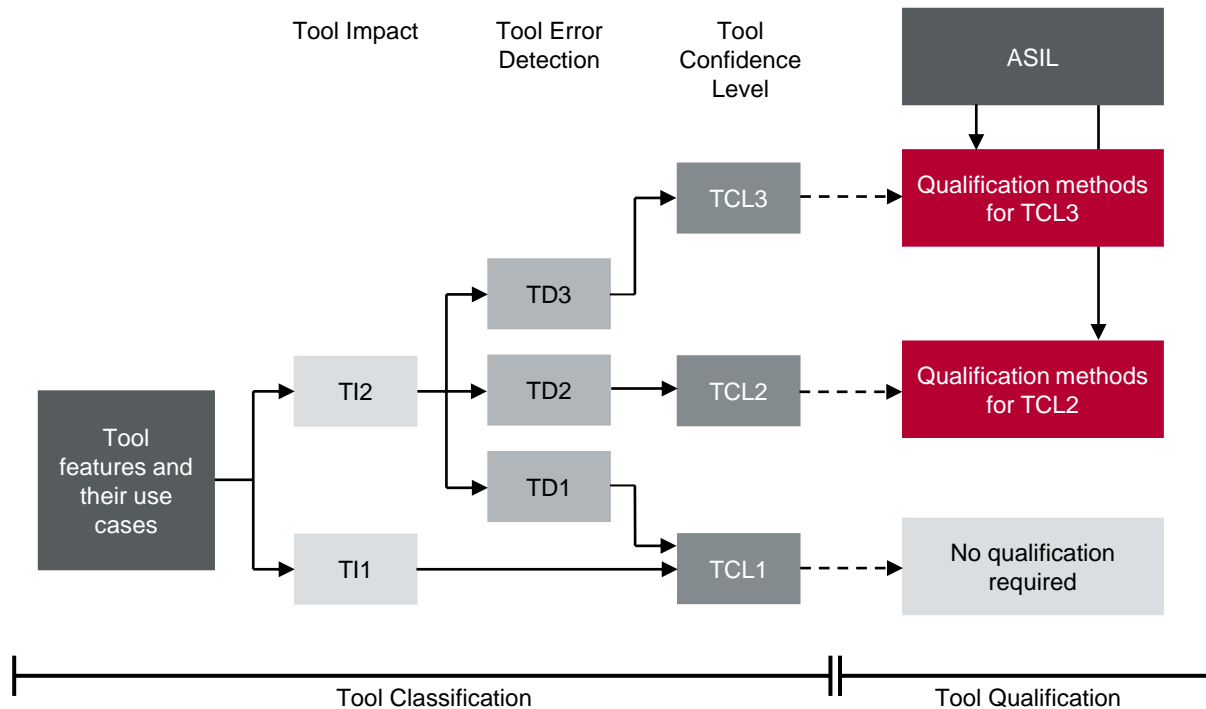 Tool Impact
Tool Error
Detection
Tool
Confidence
Level
ASIL
TCL3
Qualification methods
for TCL3
TD3
TI2
TD2
TCL2
Qualification methods
for TCL2
Tool
features and
their use
cases
TD1
TI1
TCL1
No qualification
required
Tool Classification
Tool Qualification